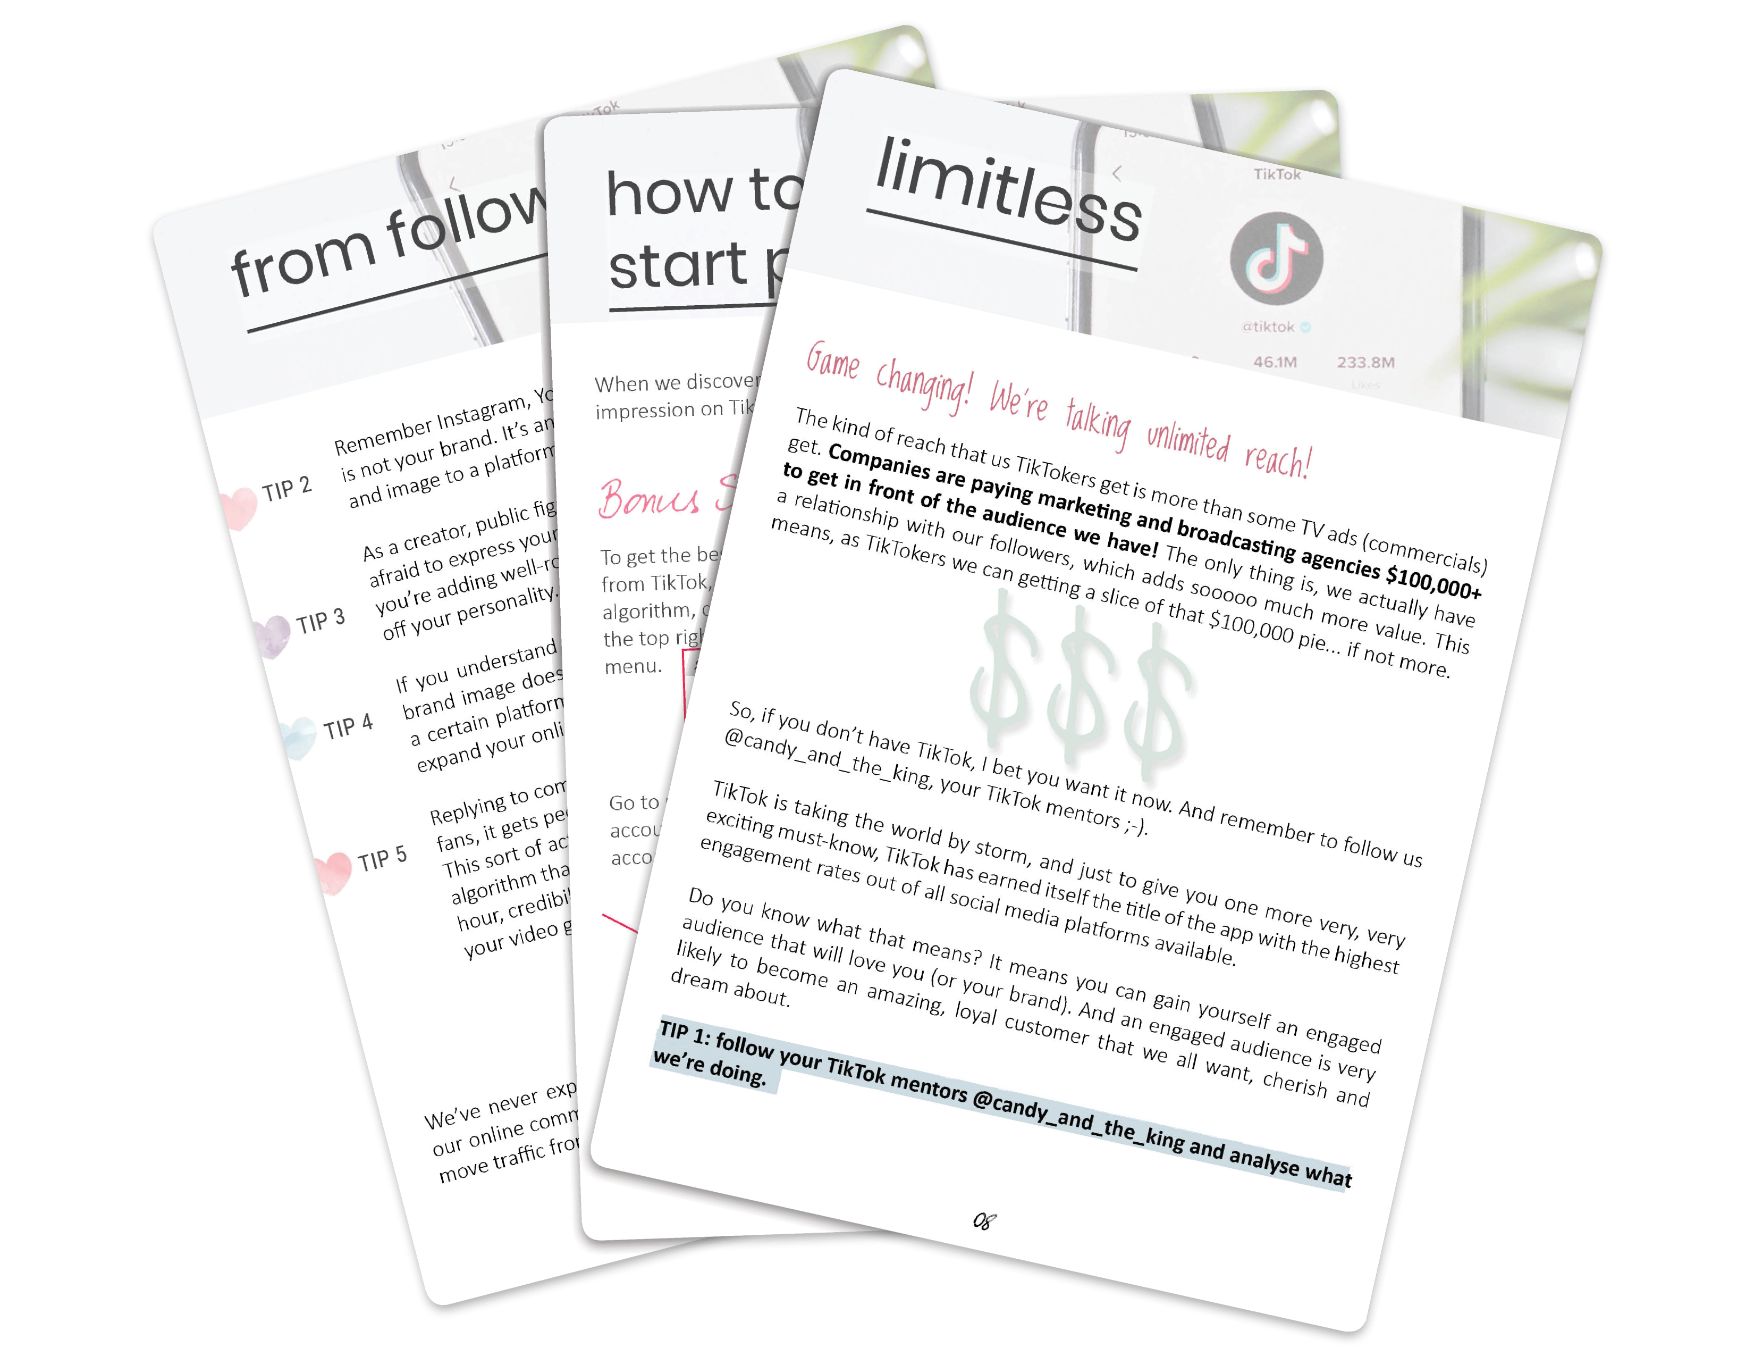 from follow
TIP 2
Remember Instagram, Yo
is not your brand. It's an
and image to a platform
TIP 3
As a creator, public fig
afraid to express your
you're adding well-ro
off your personality.
TIP 4
If you understand
brand image does
a certain platform
expand your onli
TIP 5
Replying to com
fans, it gets peo
This sort of ac
algorithm tha
hour, credibil
your video g
We've never exp
our online comm
move traffic from
how to
start p
When we discover
impression on Tik
Bonus S
To get the bes
from TikTok,
algorithm, c
the top righ
menu.
Go to
accou
acco
limitless
TikTok
@tiktok
46.1M 233.8M
Likes
Game changing! We're talking unlimited reach!
The kind of reach that us TikTokers get is more than some TV ads (commercials)
get. Companies are paying marketing and broadcasting agencies $100,000+
to get in front of the audience we have! The only thing is, we actually have
a relationship with our followers, which adds sooooo much more value. This
means, as TikTokers we can getting a slice of that $100,000 pie... if not more.
$$$
So, if you don't have TikTok, I bet you want it now. And remember to follow us
@candy_and_the_king, your TikTok mentors ;-).
TikTok is taking the world by storm, and just to give you one more very, very
exciting must-know, TikTok has earned itself the title of the app with the highest
engagement rates out of all social media platforms available.
Do you know what that means? It means you can gain yourself an engaged
audience that will love you (or your brand). And an engaged audience is very
likely to become an amazing, loyal customer that we all want, cherish and
dream about.
TIP 1: follow your TikTok mentors @candy_and_the_king and analyse what
we're doing.
08